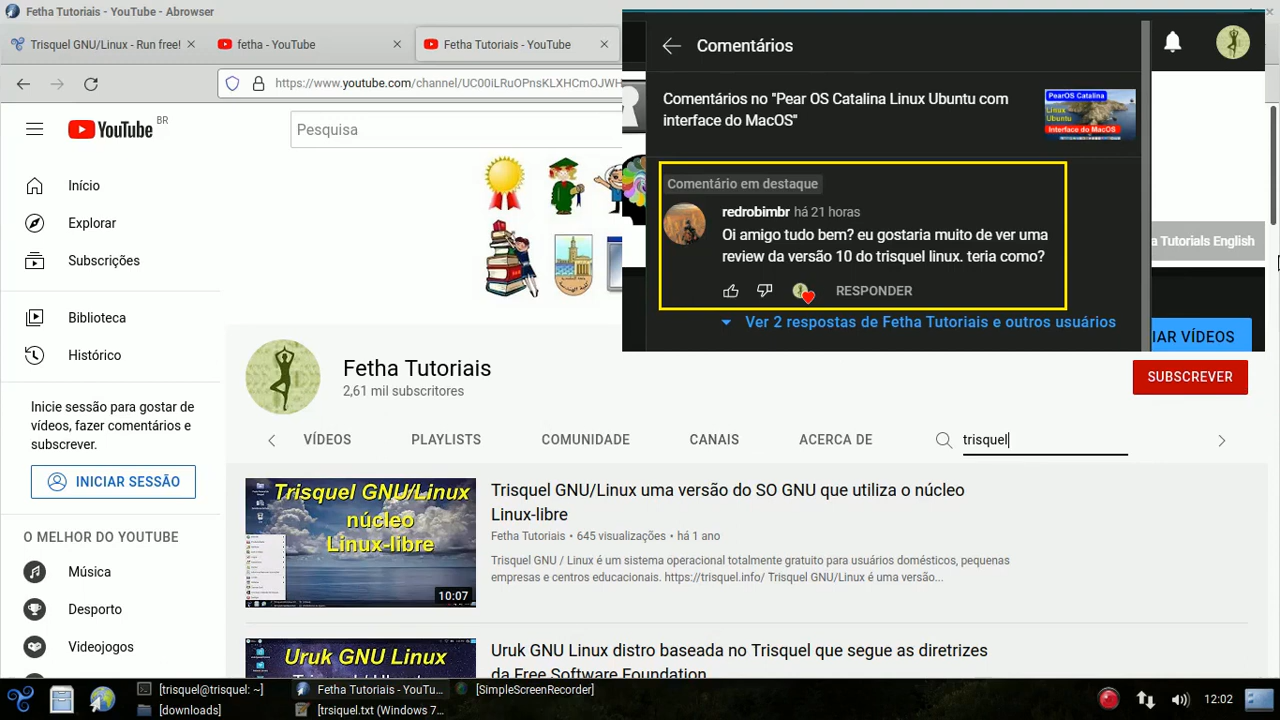 Fetha Tutoriais - YouTube - Abrowser
Trisquel GNU/Linux - Run free!
fetha - YouTube
Fetha Tutoriais - YouTube
https://www.youtube.com/channel/UC00iLRuOPnsKLXHCmOJWH
YouTube
BR
Pesquisa
Início
Explorar
Subscrições
Biblioteca
Histórico
Inicie sessão para gostar de
vídeos, fazer comentários e
subscrever.
INICIAR SESSÃO
O MELHOR DO YOUTUBE
Música
Desporto
Videojogos
Comentários
Comentários no "Pear OS Catalina Linux Ubuntu com
interface do MacOS"
PearOS Catalina
Linux
Ubuntu
Interface do MacOS
Comentário em destaque
redrobimbr há 21 horas
Oi amigo tudo bem? eu gostaria muito de ver uma
review da versão 10 do trisquel linux. teria como?
RESPONDER
Ver 2 respostas de Fetha Tutoriais e outros usuários
a Tutorials English
IAR VÍDEOS
Fetha Tutoriais
2,61 mil subscritores
SUBSCREVER
VÍDEOS
PLAYLISTS
COMUNIDADE
CANAIS
ACERCA DE
trisquel
Trisquel GNU/Linux
núcleo
Linux-libre
10:07
Trisquel GNU/Linux uma versão do SO GNU que utiliza o núcleo
Linux-libre
Fetha Tutoriais • 645 visualizações • há 1 ano
Trisquel GNU / Linux é um sistema operacional totalmente gratuito para usuários domésticos, pequenas
empresas e centros educacionais. https://trisquel.info/ Trisquel GNU/Linux é uma versão...
Uruk GNU Linux
Uruk GNU Linux distro baseada no Trisquel que segue as diretrizes
da Free Software Foundation
[trisquel@trisquel: ~]
Fetha Tutoriais - YouTu...
[SimpleScreenRecorder]
[downloads]
[trsiquel.txt (Windows 7...
12:02